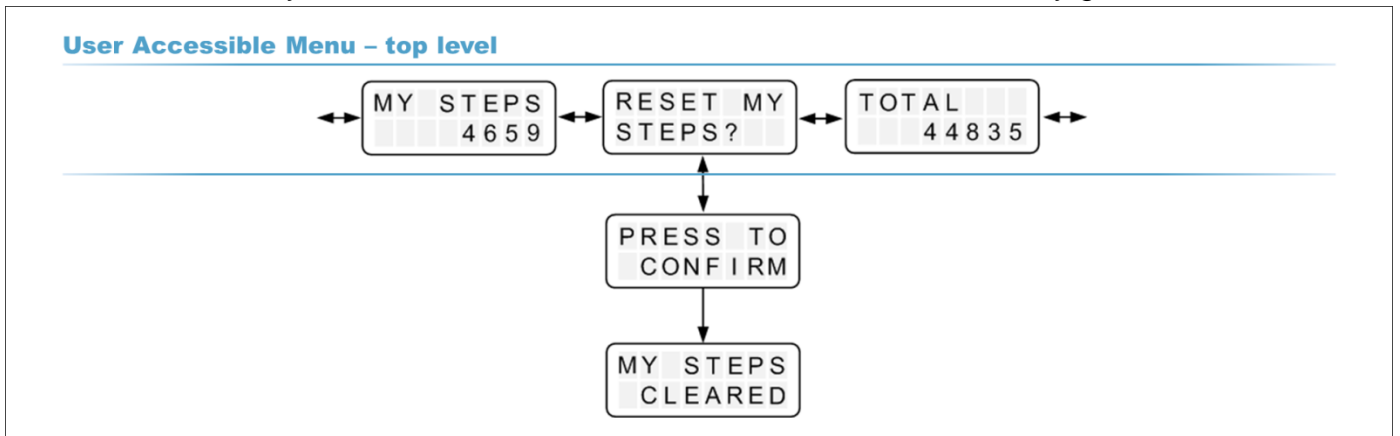 User Accessible Menu – top level
MY STEPS
4659
RESET MY
STEPS?
TOTAL
44835
PRESS TO
CONFIRM
MY STEPS
CLEARED